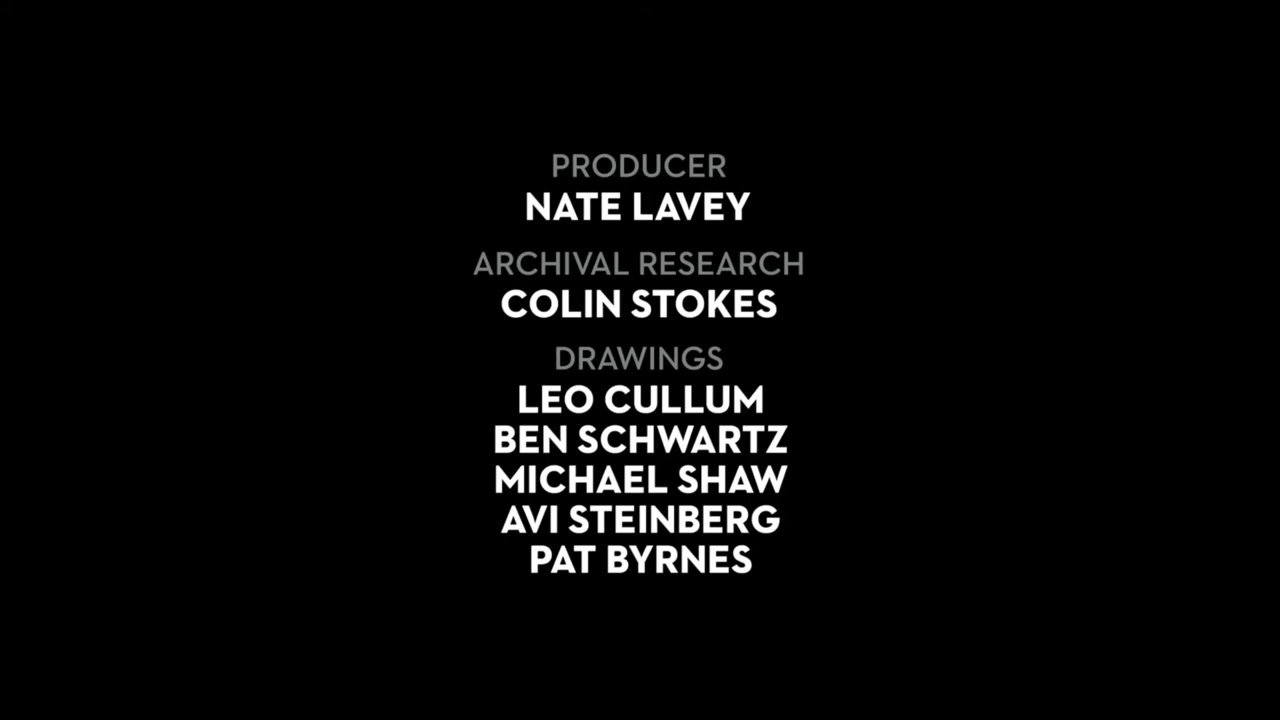 PRODUCER
NATE LAVEY
ARCHIVAL RESEARCH
COLIN STOKES
DRAWINGS
LEO CULLUM
BEN SCHWARTZ
MICHAEL SHAW
AVI STEINBERG
PAT BYRNES